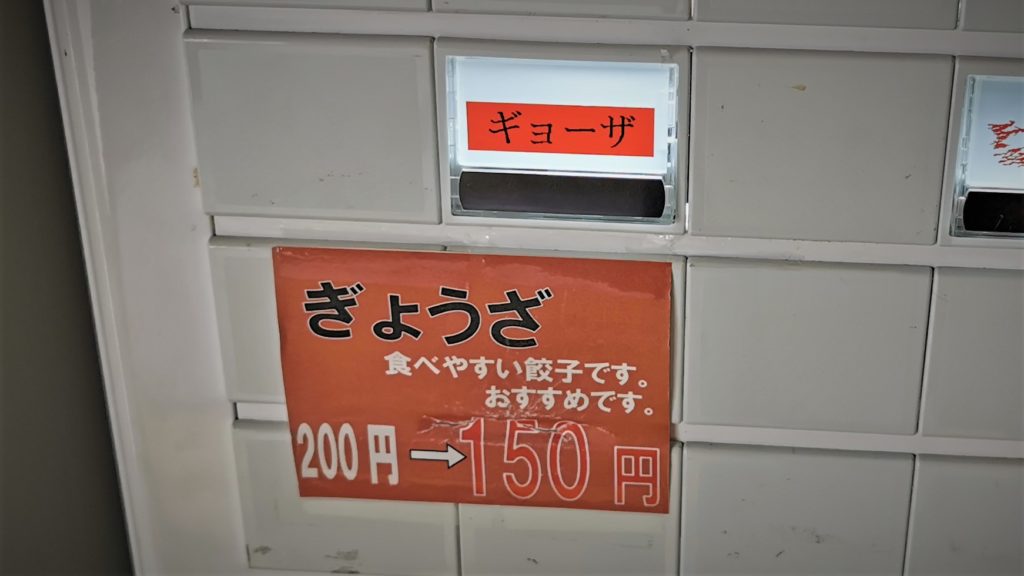 ギョーザ
ぎょうざ
食べやすい餃子です。
おすすめです。
200円→150円